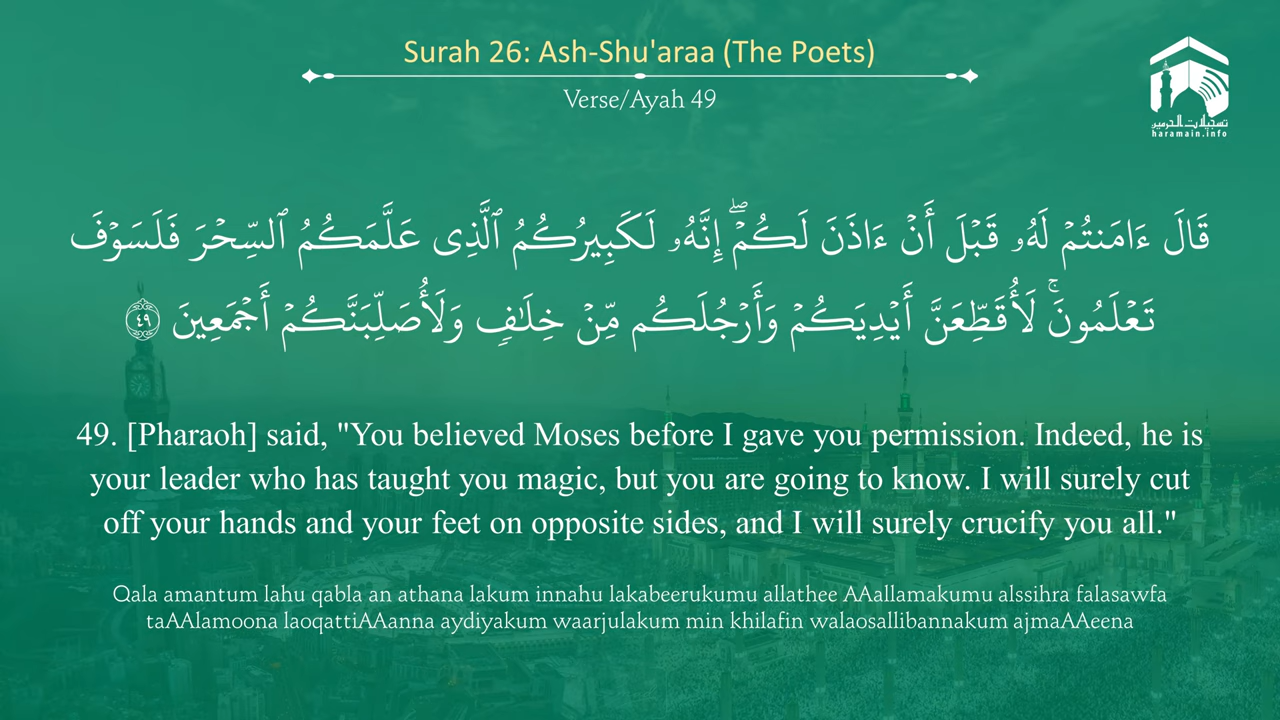 Surah 26: Ash-Shu'araa (The Poets)
Verse/Ayah 49
تسجيلات الحرمين
haramain.info
قَالَ ءَامَنتُمۡ لَهُۥ قَبۡلَ أَنۡ ءَاذَنَ لَكُمۡۖ إِنَّهُۥ لَكَبِيرُكُمُ ٱلَّذِى عَلَّمَكُمُ ٱلسِّحۡرَ فَلَسَوۡفَ
تَعۡلَمُونَۚ لَأُقَطِّعَنَّ أَيۡدِيَكُمۡ وَأَرۡجُلَكُم مِّنۡ خِلَٰفٍ وَلَأُصَلِّبَنَّكُمۡ أَجۡمَعِينَ ٤٩
49. [Pharaoh] said, "You believed Moses before I gave you permission. Indeed, he is
your leader who has taught you magic, but you are going to know. I will surely cut
off your hands and your feet on opposite sides, and I will surely crucify you all."
Qala amantum lahu qabla an athana lakum innahu lakabeerukumu allathee AAallamakumu alssihra falasawfa
taAAlamoona laoqattiAAanna aydiyakum waarjulakum min khilafin walaosallibannakum ajmaAAeena